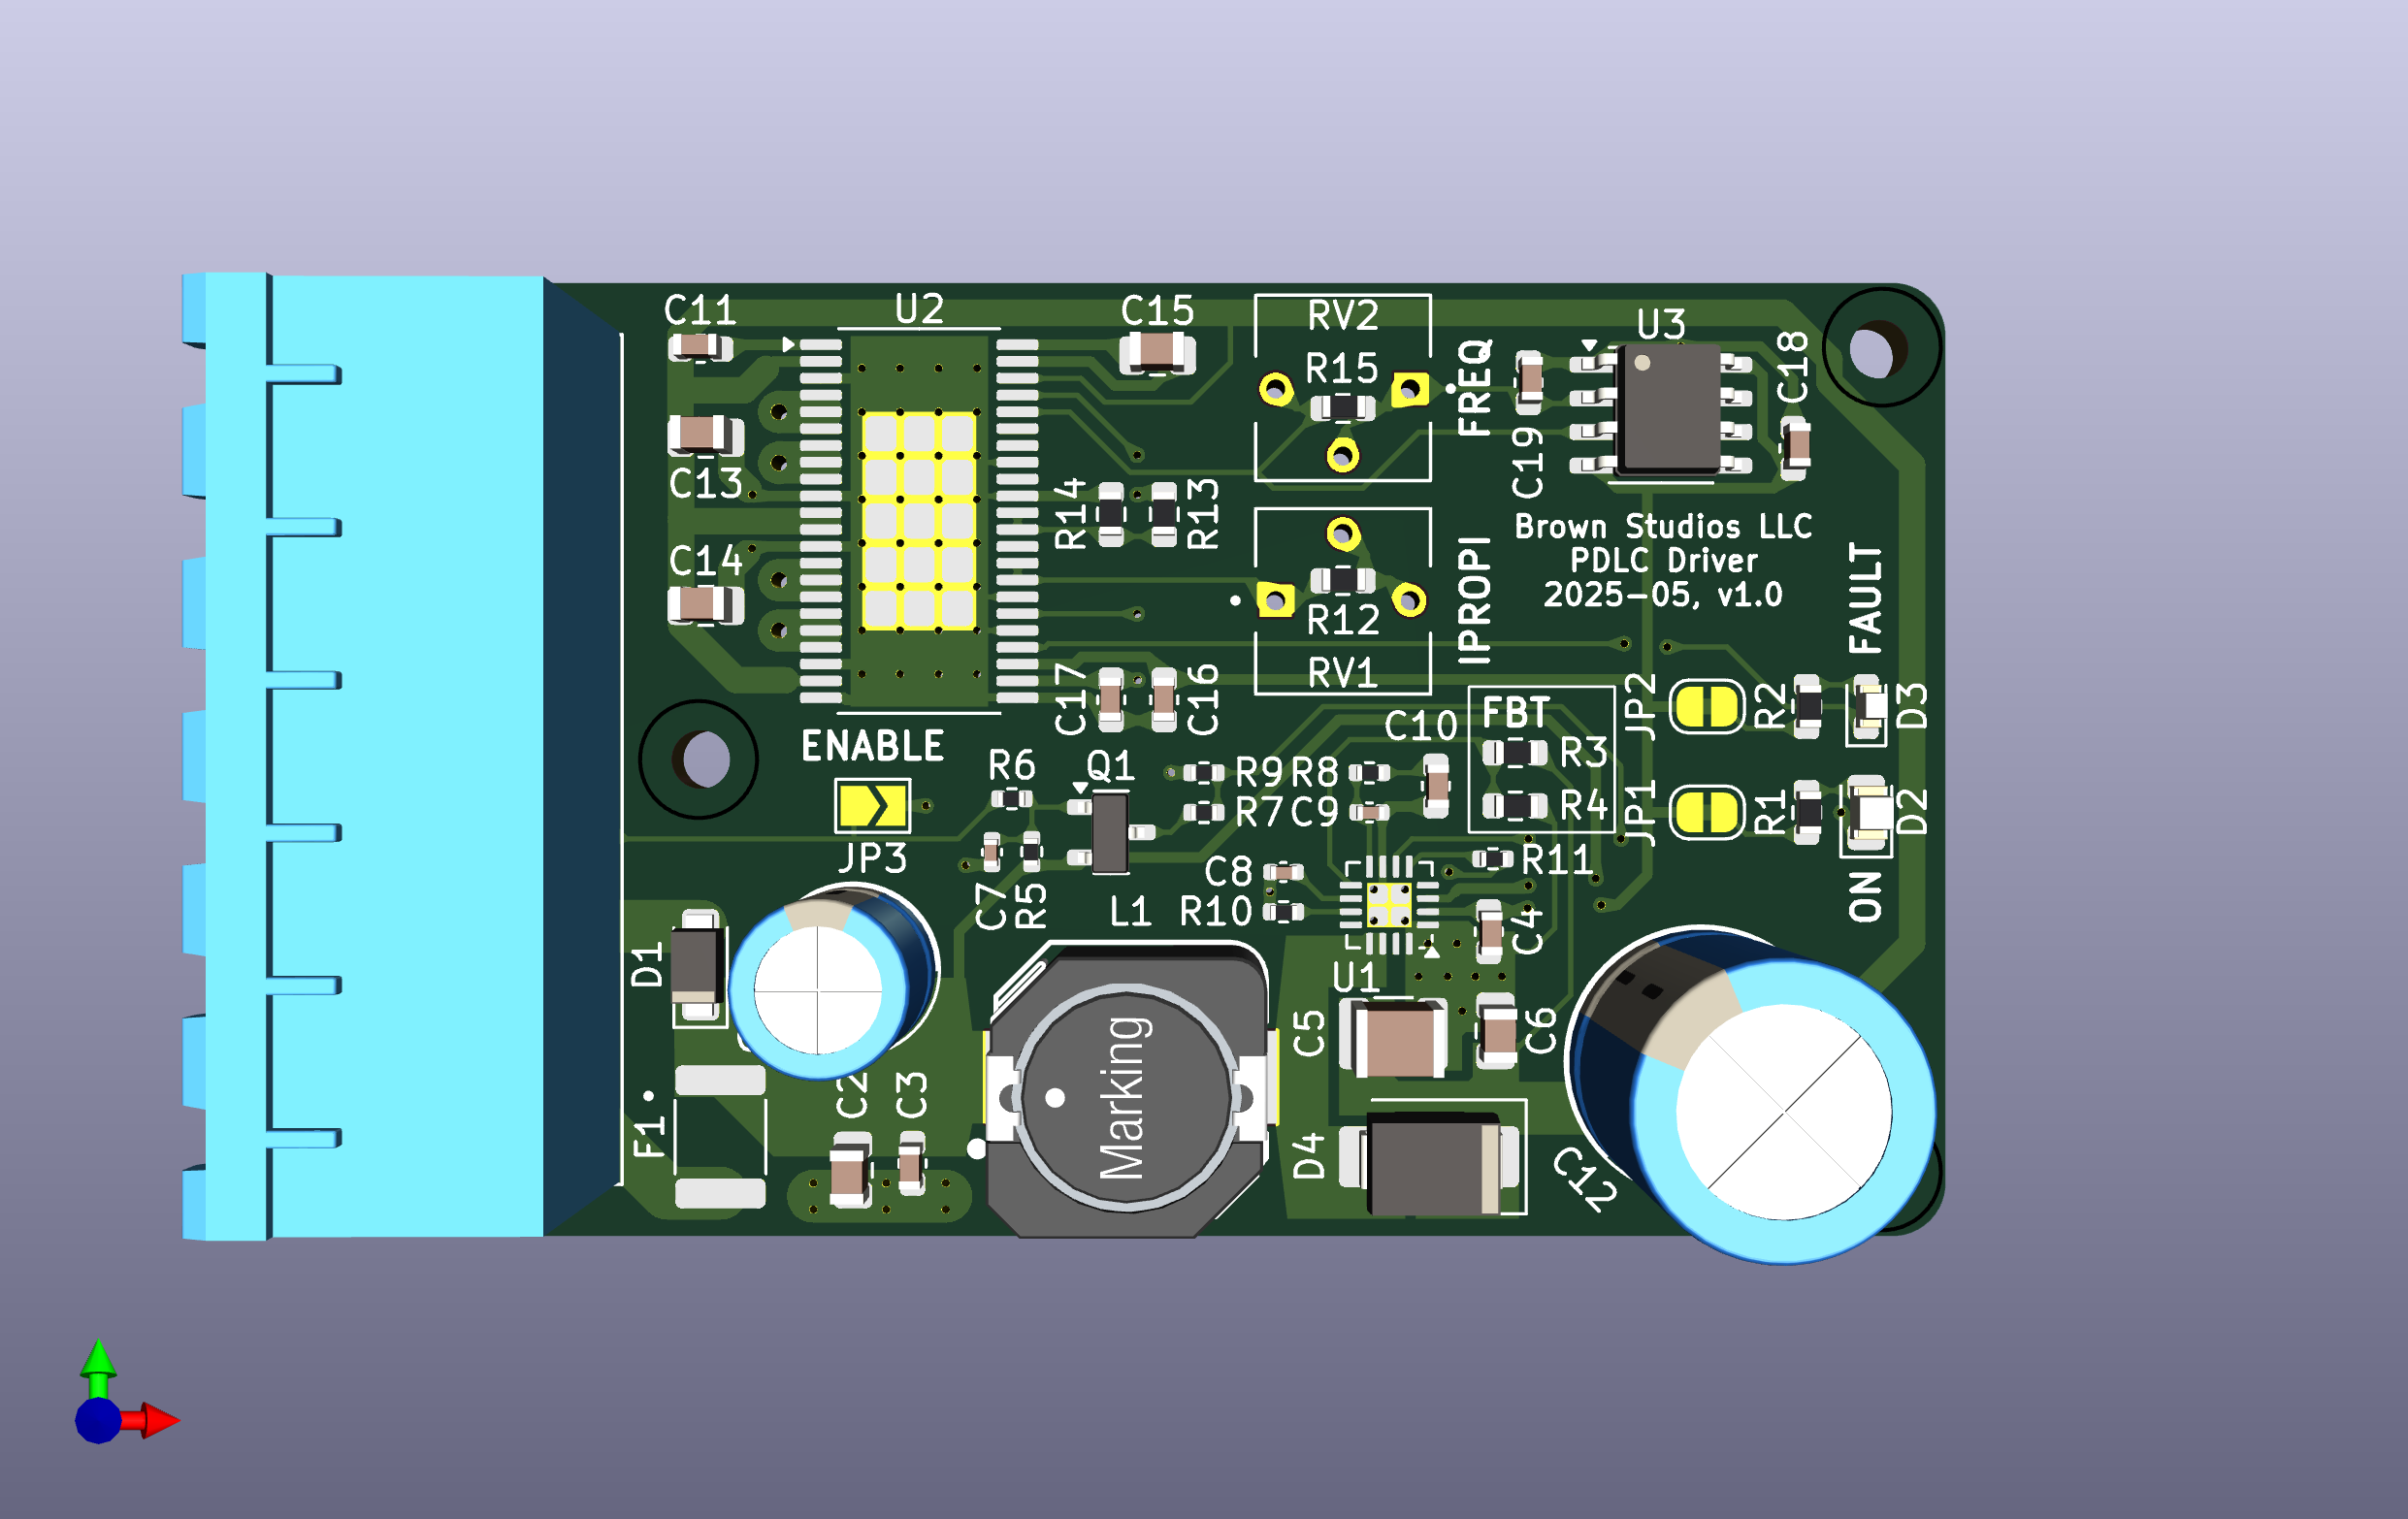 C11
U2
C15
RV2
R15
FREQ
U3
C18
C13
C19
R14
R13
Brown Studios LLC
PDLC Driver
2025-05, v1.0
C14
R12
RV1
IPROPI
FAULT
C17
C16
ENABLE
JP3
R6
Q1
R9
R8
R7
C9
C10
FBT
R3
R4
JP2
R2
D3
JP1
R1
D2
ON
C7
R5
C8
R10
R11
L1
U1
C4
D1
C5
C6
Marking
F1
C2
C3
D4
C12